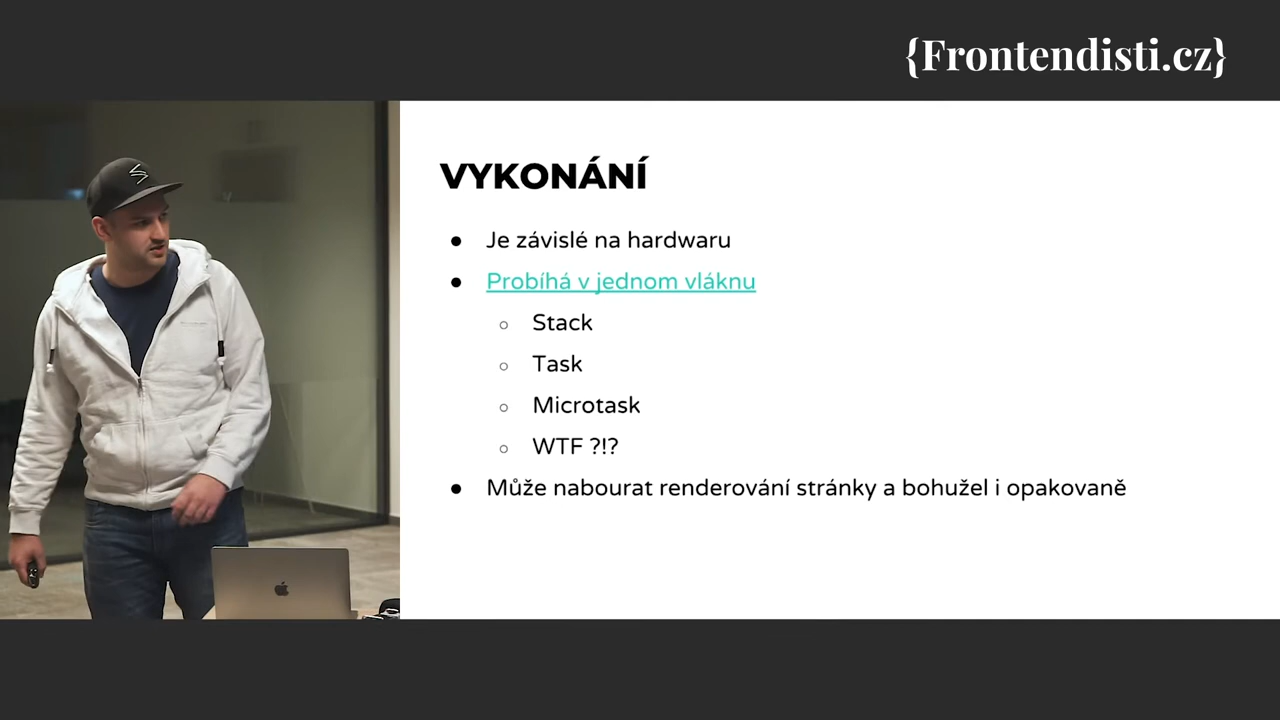 {Frontendisti.cz}
VYKONÁNÍ
Je závislé na hardwaru
Probíhá v jednom vláknu
Stack
Task
Microtask
WTF ?!?
Může nabourat renderování stránky a bohužel i opakovaně